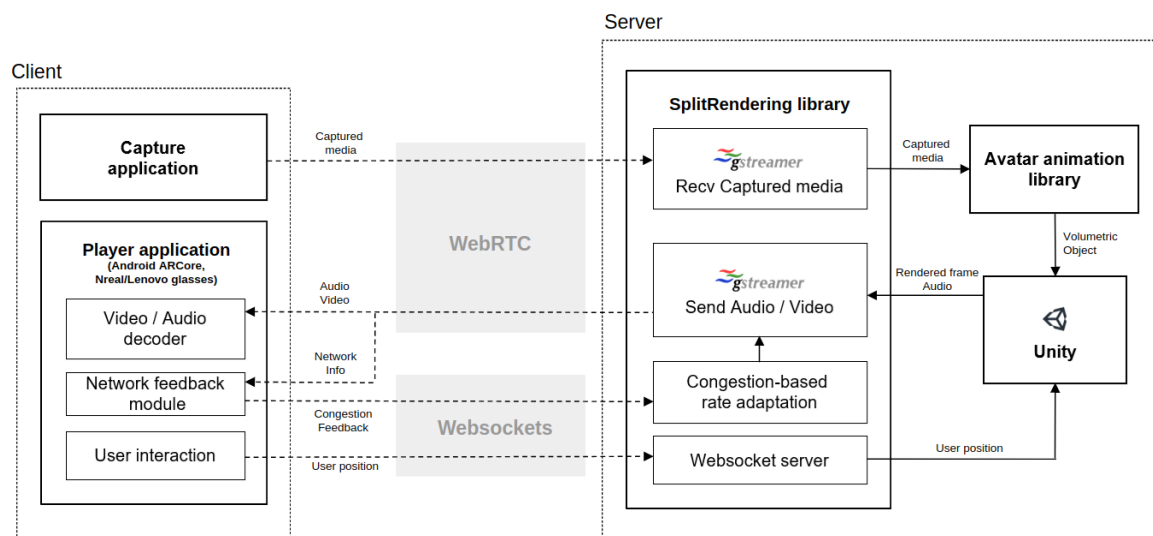 Server
Client
SplitRendering library
Capture
application
Captured
media
gstreamer
Recv Captured media
Captured
media
Avatar animation
library
WebRTC
Player application
(Android ARCore,
Nreal/Lenovo glasses)
Volumetric
Object
Audio
Video
gstreamer
Send Audio / Video
Rendered frame
Audio
Video / Audio
decoder
Unity
Network
Info
Network feedback
module
Congestion
Feedback
Websockets
Congestion-based
rate adaptation
User interaction
User position
Websocket server
User position